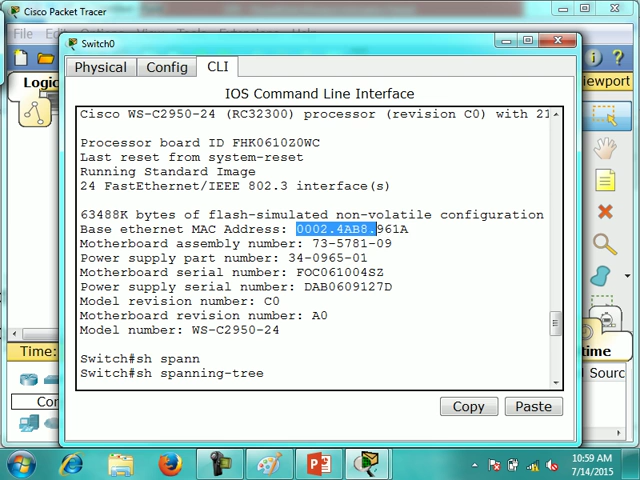 Cisco Packet Tracer
File
Switch0
Physical
Config
CLI
Logic
Viewport
IOS Command Line Interface
Cisco WS-C2950-24 (RC32300) processor (revision C0) with 21
Processor board ID FHK0610Z0WC
Last reset from system-reset
Running Standard Image
24 FastEthernet/IEEE 802.3 interface(s)
63488K bytes of flash-simulated non-volatile configuration
Base ethernet MAC Address: 0002.4AB8.961A
Motherboard assembly number: 73-5781-09
Power supply part number: 34-0965-01
Motherboard serial number: FOC061004SZ
Power supply serial number: DAB0609127D
Model revision number: C0
Motherboard revision number: A0
Model number: WS-C2950-24
Switch#sh spann
Switch#sh spanning-tree
Time:
Copy
Paste
10:59 AM
7/14/2015